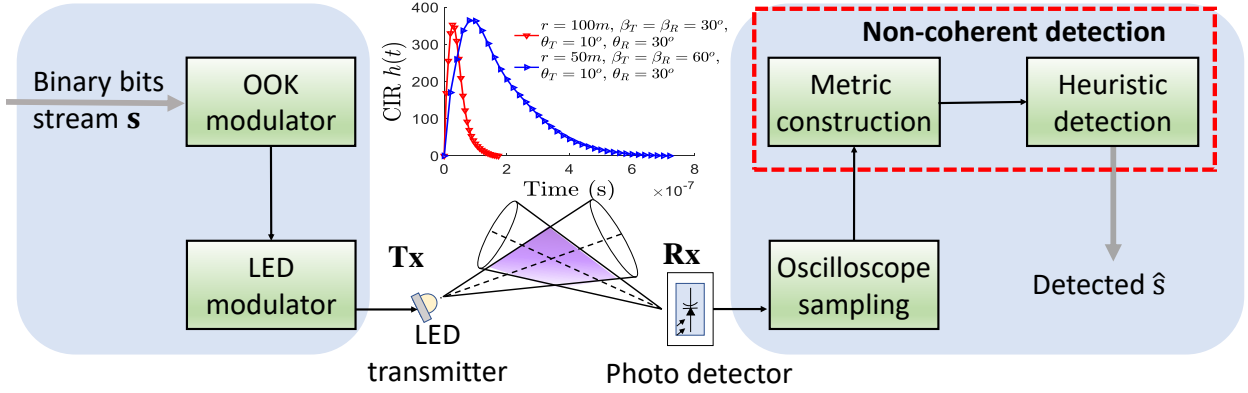 Binary bits
stream s
OOK
modulator
LED
modulator
CIR h(t)
400
300
200
100
0
0
2
4
6
8
Time (s)
×10⁻⁷
r = 100m, β_T = β_R = 30°,
θ_T = 10°, θ_R = 30°
r = 50m, β_T = β_R = 60°,
θ_T = 10°, θ_R = 30°
Tx
LED
transmitter
Rx
Photo detector
Non-coherent detection
Metric
construction
Heuristic
detection
Oscilloscope
sampling
Detected ŝ